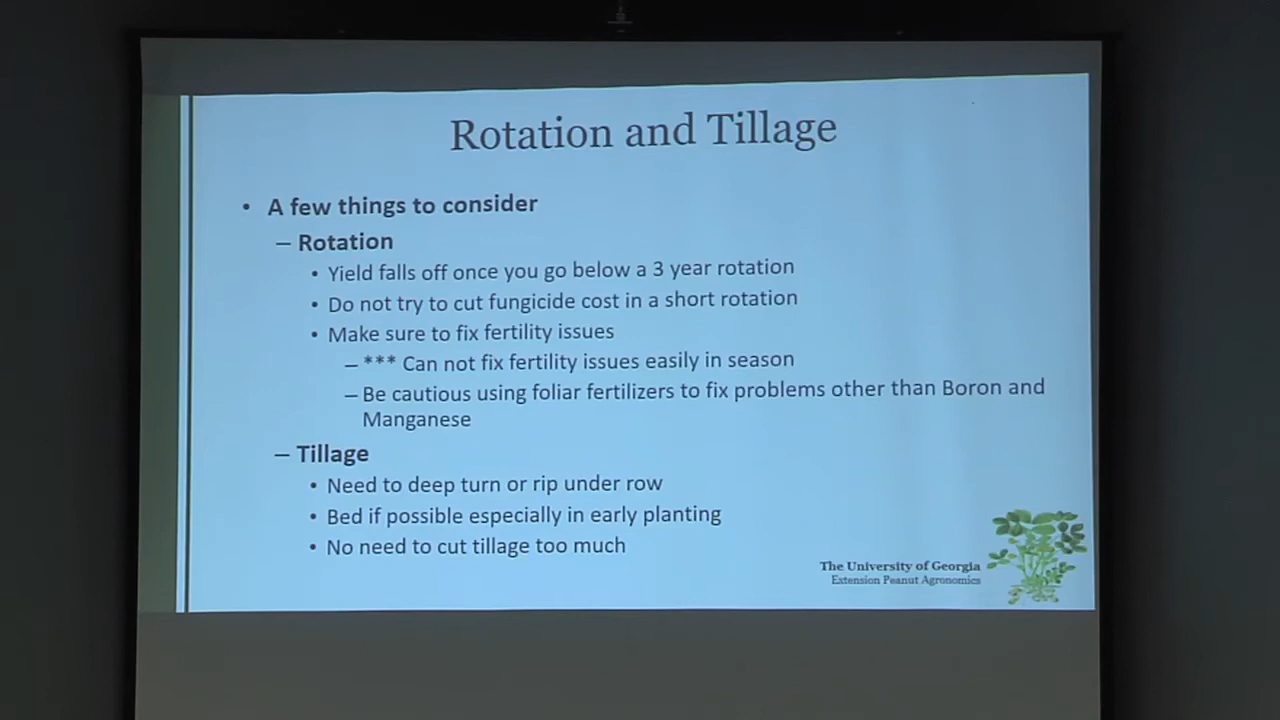 Rotation and Tillage
• A few things to consider
– Rotation
• Yield falls off once you go below a 3 year rotation
• Do not try to cut fungicide cost in a short rotation
• Make sure to fix fertility issues
– *** Can not fix fertility issues easily in season
– Be cautious using foliar fertilizers to fix problems other than Boron and
Manganese
– Tillage
• Need to deep turn or rip under row
• Bed if possible especially in early planting
• No need to cut tillage too much
The University of Georgia
Extension Peanut Agronomics